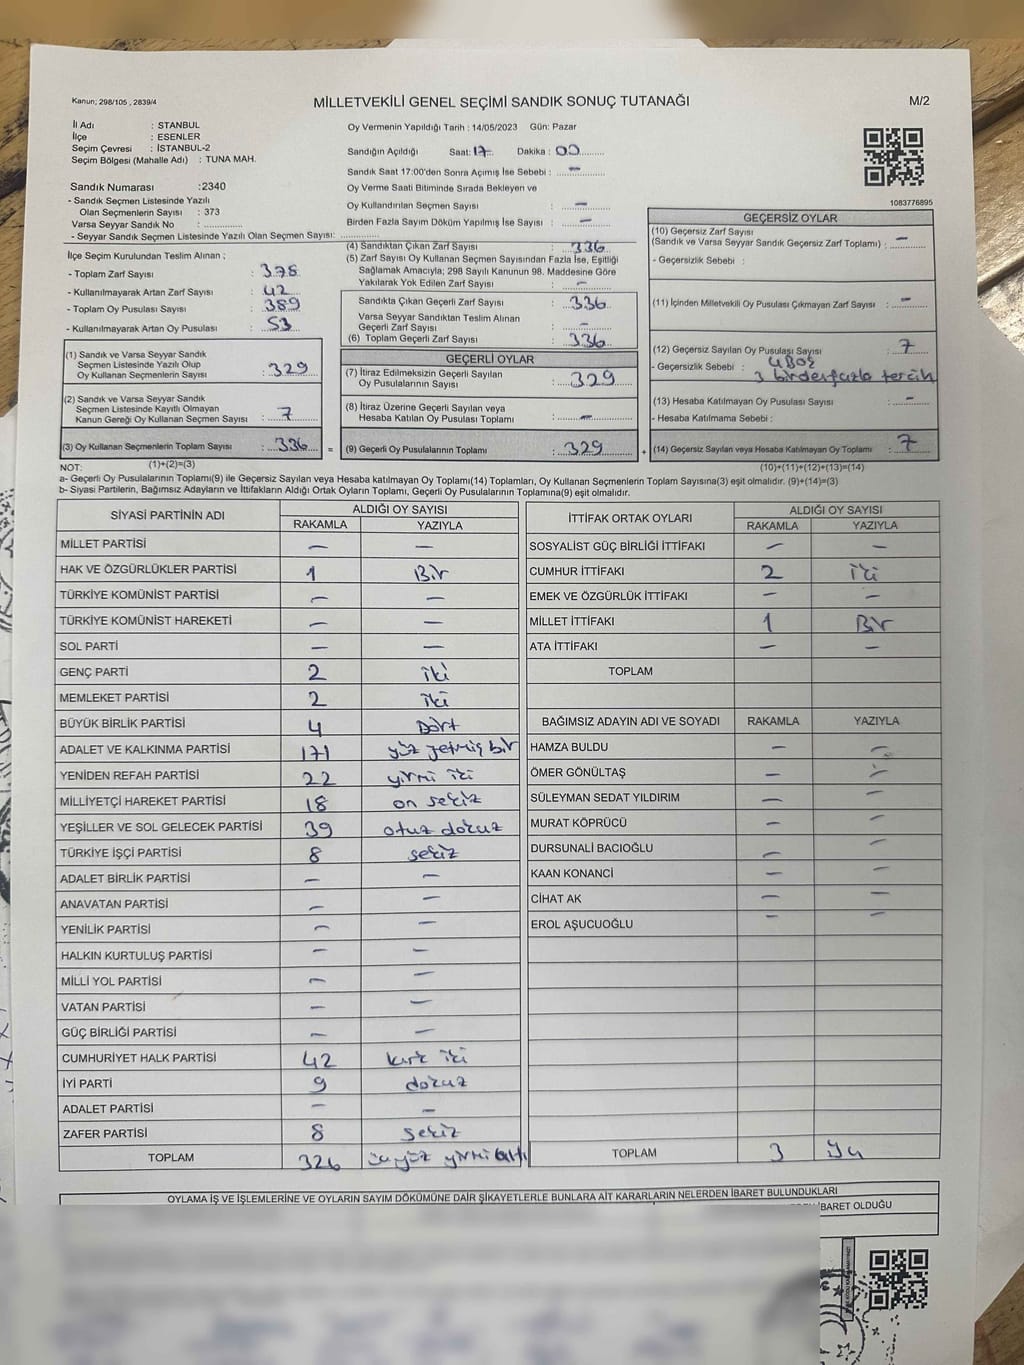 Kanun; 298/105 , 2839/4
MİLLETVEKİLİ GENEL SEÇİMİ SANDIK SONUÇ TUTANAĞI
M/2
İl Adı : STANBUL
İlçe : ESENLER
Seçim Çevresi : İSTANBUL-2
Seçim Bölgesi (Mahalle Adı) : TUNA MAH.
Sandık Numarası :2340
- Sandık Seçmen Listesinde Yazılı
Olan Seçmenlerin Sayısı : 373
Varsa Seyyar Sandık No :
- Seyyar Sandık Seçmen Listesinde Yazılı Olan Seçmen Sayısı:
İlçe Seçim Kurulundan Teslim Alınan ;
- Toplam Zarf Sayısı : 378
- Kullanılmayarak Artan Zarf Sayısı : 42
- Toplam Oy Pusulası Sayısı : 389
- Kullanılmayarak Artan Oy Pusulası : 53
(1) Sandık ve Varsa Seyyar Sandık
Seçmen Listesinde Yazılı Olup
Oy Kullanan Seçmenlerin Sayısı : 329
(2) Sandık ve Varsa Seyyar Sandık
Seçmen Listesinde Kayıtlı Olmayan
Kanun Gereği Oy Kullanan Seçmen Sayısı : 7
(3) Oy Kullanan Seçmenlerin Toplam Sayısı : 336 =
(1)+(2)=(3)
Oy Vermenin Yapıldığı Tarih : 14/05/2023 Gün: Pazar
Sandığın Açıldığı Saat: 17 Dakika : 00
Sandık Saat 17:00'den Sonra Açımış İse Sebebi : -
Oy Verme Saati Bitiminde Sırada Bekleyen ve
Oy Kullandırılan Seçmen Sayısı : -
Birden Fazla Sayım Döküm Yapılmış İse Sayısı : -
(4) Sandıktan Çıkan Zarf Sayısı : 336
(5) Zarf Sayısı Oy Kullanan Seçmen Sayısından Fazla İse, Eşitliği
Sağlamak Amacıyla; 298 Sayılı Kanunun 98. Maddesine Göre
Yakılarak Yok Edilen Zarf Sayısı : -
Sandıkta Çıkan Geçerli Zarf Sayısı : 336
Varsa Seyyar Sandıktan Teslim Alınan
Geçerli Zarf Sayısı : -
(6) Toplam Geçerli Zarf Sayısı : 336
GEÇERLİ OYLAR
(7) İtiraz Edilmeksizin Geçerli Sayılan
Oy Pusulalarının Sayısı : 329
(8) İtiraz Üzerine Geçerli Sayılan veya
Hesaba Katılan Oy Pusulası Toplamı : -
(9) Geçerli Oy Pusulalarının Toplamı : 329 +
1083776895
GEÇERSİZ OYLAR
(10) Geçersiz Zarf Sayısı
(Sandık ve Varsa Seyyar Sandık Geçersiz Zarf Toplamı) : -
- Geçersizlik Sebebi :
(11) İçinden Milletvekili Oy Pusulası Çıkmayan Zarf Sayısı : -
(12) Geçersiz Sayılan Oy Pusulası Sayısı : 7
- Geçersizlik Sebebi : 4 Boş
3 birden fazla tercih
(13) Hesaba Katılmayan Oy Pusulası Sayısı : -
- Hesaba Katılmama Sebebi :
(14) Geçersiz Sayılan veya Hesaba Katılmayan Oy Toplamı : 7
(10)+(11)+(12)+(13)=(14)
NOT:
a- Geçerli Oy Pusulasının Toplamı(9) ile Geçersiz Sayılan veya Hesaba katılmayan Oy Toplamı(14) Toplamları, Oy Kullanan Seçmenlerin Toplam Sayısına(3) eşit olmalıdır. (9)+(14)=(3)
b- Siyasi Partilerin, Bağımsız Adayların ve İttifakların Aldığı Ortak Oyların Toplamı, Geçerli Oy Pusulalarının Toplamına(9) eşit olmalıdır.
SİYASİ PARTİNİN ADI ALDIĞI OY SAYISI
RAKAMLA YAZIYLA
MİLLET PARTİSİ - -
HAK VE ÖZGÜRLÜKLER PARTİSİ 1 Bir
TÜRKİYE KOMÜNİST PARTİSİ - -
TÜRKİYE KOMÜNİST HAREKETİ - -
SOL PARTİ - -
GENÇ PARTİ 2 iki
MEMLEKET PARTİSİ 2 iki
BÜYÜK BİRLİK PARTİSİ 4 Dört
ADALET VE KALKINMA PARTİSİ 171 yüz yetmiş bir
YENİDEN REFAH PARTİSİ 22 yirmi iki
MİLLİYETÇİ HAREKET PARTİSİ 18 on sekiz
YEŞİLLER VE SOL GELECEK PARTİSİ 39 otuz dokuz
TÜRKİYE İŞÇİ PARTİSİ 8 sekiz
ADALET BİRLİK PARTİSİ - -
ANAVATAN PARTİSİ - -
YENİLİK PARTİSİ - -
HALKIN KURTULUŞ PARTİSİ - -
MİLLİ YOL PARTİSİ - -
VATAN PARTİSİ - -
GÜÇ BİRLİĞİ PARTİSİ - -
CUMHURİYET HALK PARTİSİ 42 kırk iki
İYİ PARTİ 9 dokuz
ADALET PARTİSİ - -
ZAFER PARTİSİ 8 sekiz
TOPLAM 326 üç yüz yirmi altı
İTTİFAK ORTAK OYLARI ALDIĞI OY SAYISI
RAKAMLA YAZIYLA
SOSYALİST GÜÇ BİRLİĞİ İTTİFAKI - -
CUMHUR İTTİFAKI 2 iki
EMEK VE ÖZGÜRLÜK İTTİFAKI - -
MİLLET İTTİFAKI 1 Bir
ATA İTTİFAKI - -
TOPLAM
BAĞIMSIZ ADAYIN ADI VE SOYADI RAKAMLA YAZIYLA
HAMZA BULDU - -
ÖMER GÖNÜLTAŞ - -
SÜLEYMAN SEDAT YILDIRIM - -
MURAT KÖPRÜCÜ - -
DURSUNALİ BACIOĞLU - -
KAAN KONANCİ - -
CİHAT AK - -
EROL AŞUCUOĞLU - -
TOPLAM 3 üç
OYLAMA İŞ VE İŞLEMLERİNE VE OYLARIN SAYIM DÖKÜMÜNE DAİR ŞİKAYETLERLE BUNLARA AİT KARARLARIN NELERDEN İBARET BULUNDUKLARI
İBARET OLDUĞU